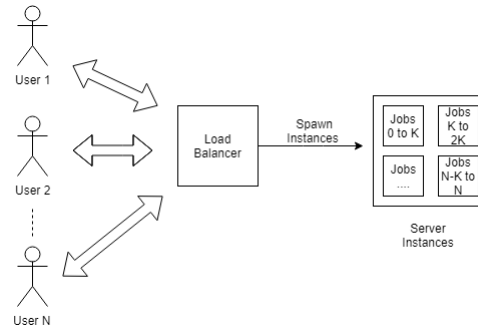 User 1
User 2
User N
Load
Balancer
Spawn
Instances
Jobs
0 to K
Jobs
K to
2K
Jobs
....
Jobs
N-K to
N
Server
Instances